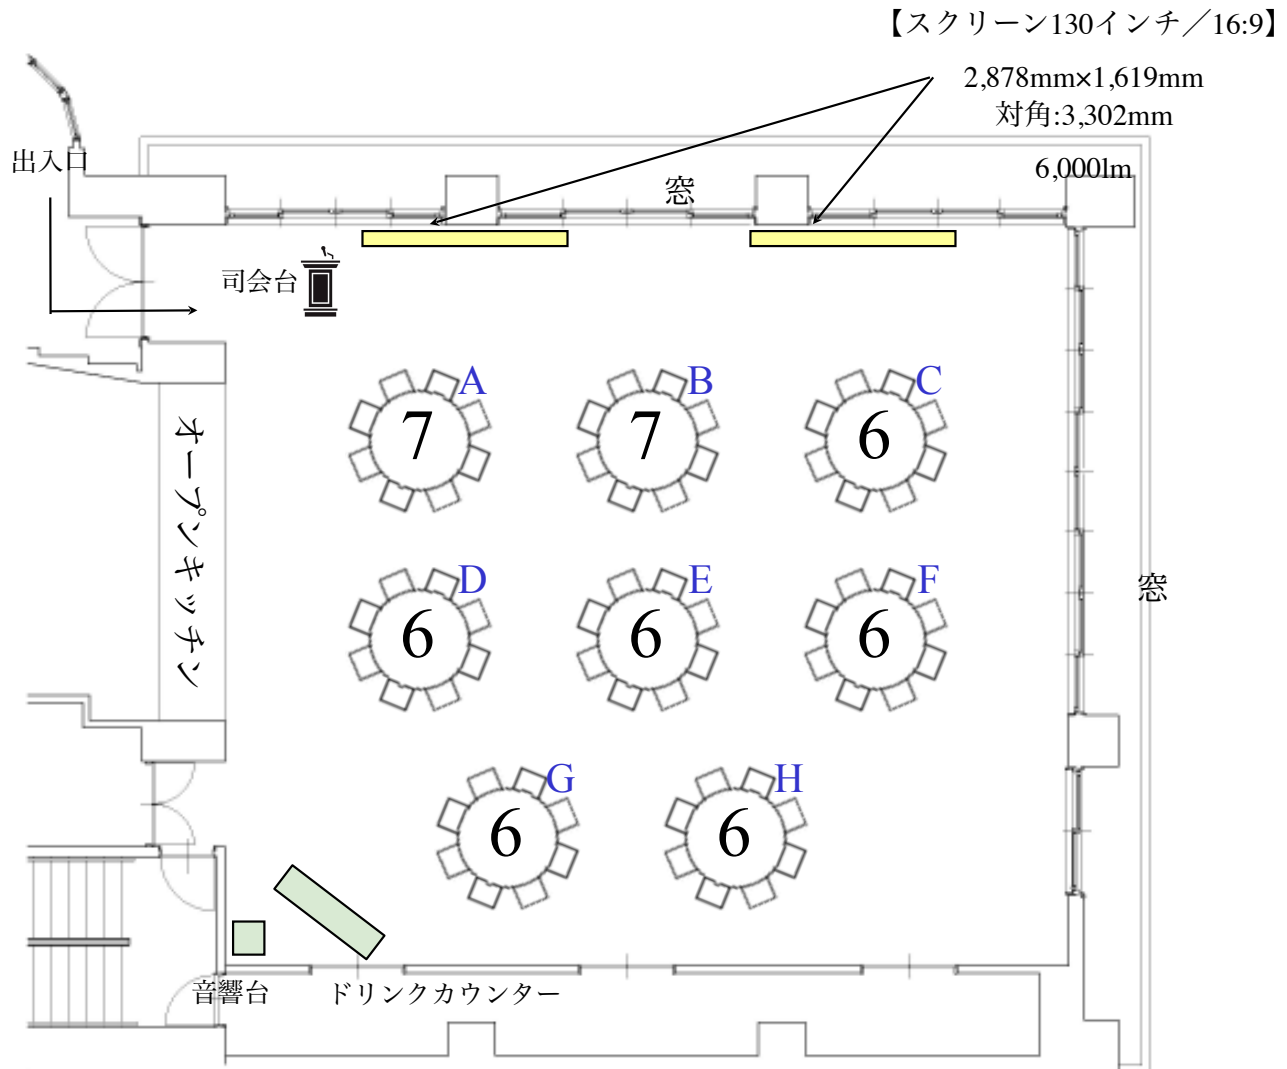 【スクリーン130インチ／16:9】
2,878mm×1,619mm
対角:3,302mm
6,000lm
出入口
窓
司会台
A
7
B
7
C
6
オープンキッチン
D
6
E
6
F
6
窓
G
6
H
6
音響台
ドリンクカウンター